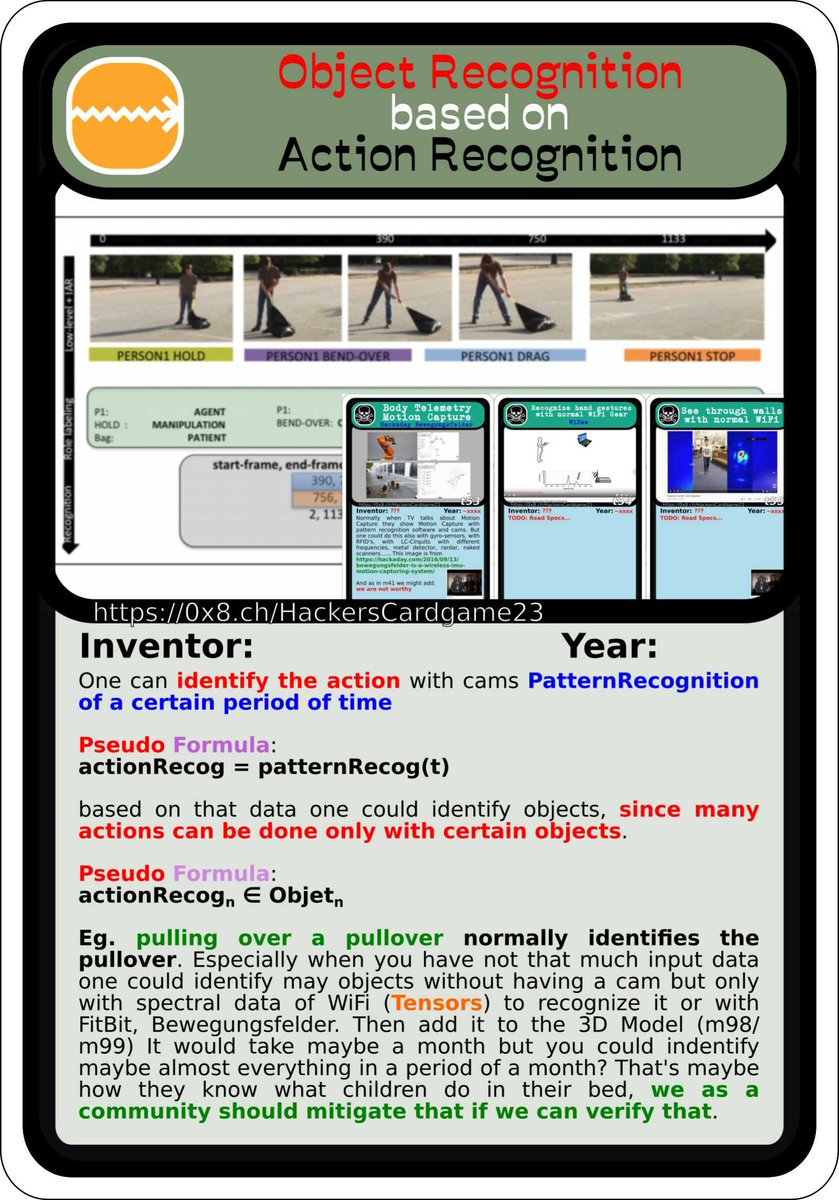 Object Recognition
based on
Action Recognition
0 390 750 1133
Low-level + IAR
PERSON1 HOLD PERSON1 BEND-OVER PERSON1 DRAG PERSON1 STOP
Role labeling
P1: AGENT
HOLD : MANIPULATION
Bag: PATIENT
P1:
BEND-OVER:
Recognition
start-frame, end-frame
390, 7
756,
2, 113
Body Telemetry
Motion Capture
Hackaday Bewegungsfelder
Inventor: ??? Year: ~xxxx
Normally when TV talks about Motion
Capture they show Motion Capture with
pattern recognition software and cams. But
one could do this also with gyro-sensors, with
RFID's, with LC-Cirquits with different
frequencies, metal detector, rardar, naked
scanners...... This image is from
https://hackaday.com/2016/09/13/
bewegungsfelder-is-a-wireless-imu-
motion-capturing-system/
And as in m41 we might add:
we are not worthy
Recognize hand gestures
with normal WiFi Gear
WiSee
Inventor: ??? Year: ~xxxx
TODO: Read Specs...
See through walls
with normal WiFi
Inventor: ??? Year: ~xxxx
TODO: Read Specs...
https://0x8.ch/HackersCardgame23
Inventor: Year:
One can identify the action with cams PatternRecognition
of a certain period of time
Pseudo Formula:
actionRecog = patternRecog(t)
based on that data one could identify objects, since many
actions can be done only with certain objects.
Pseudo Formula:
actionRecogₙ ∈ Objetₙ
Eg. pulling over a pullover normally identifies the
pullover. Especially when you have not that much input data
one could identify may objects without having a cam but only
with spectral data of WiFi (Tensors) to recognize it or with
FitBit, Bewegungsfelder. Then add it to the 3D Model (m98/
m99) It would take maybe a month but you could indentify
maybe almost everything in a period of a month? That's maybe
how they know what children do in their bed, we as a
community should mitigate that if we can verify that.